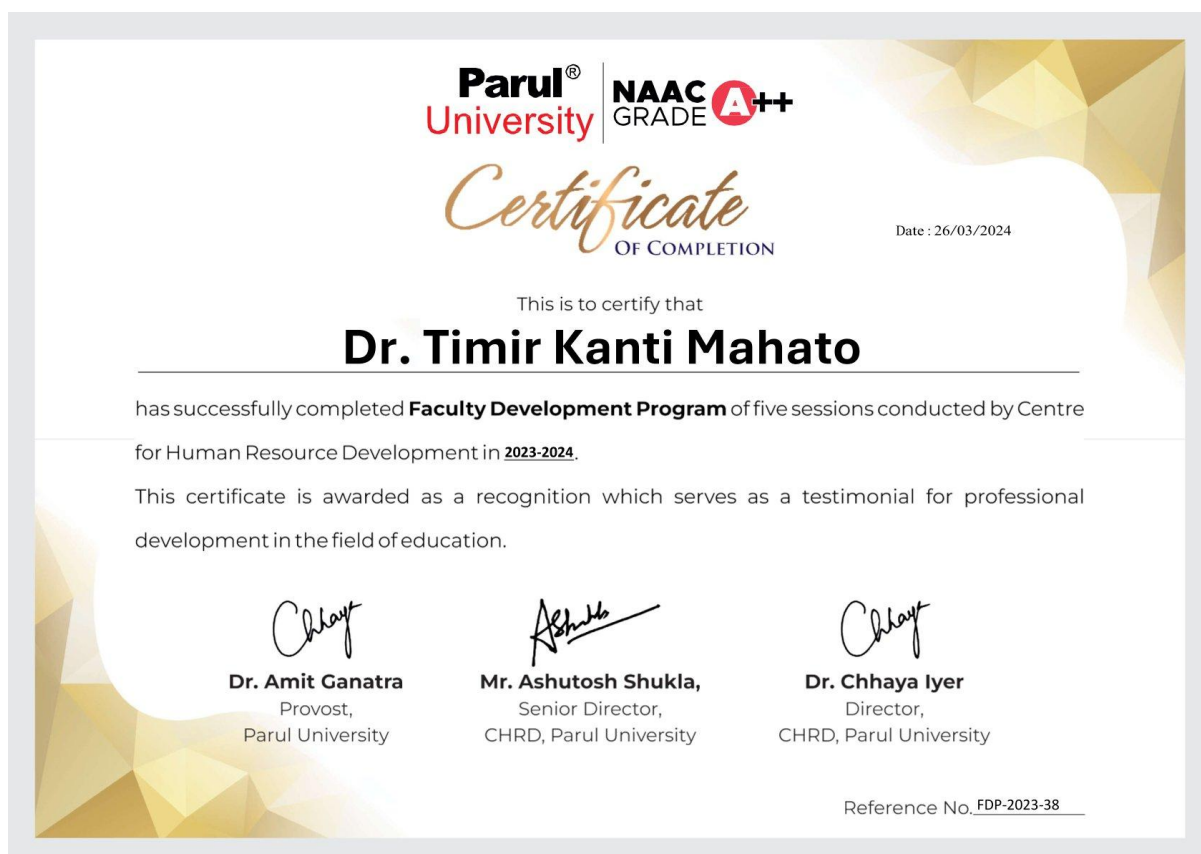 Parul®
University
NAAC
GRADE A++
Certificate
OF COMPLETION
Date : 26/03/2024
This is to certify that
Dr. Timir Kanti Mahato
has successfully completed Faculty Development Program of five sessions conducted by Centre
for Human Resource Development in 2023-2024.
This certificate is awarded as a recognition which serves as a testimonial for professional
development in the field of education.
Chhaya Ashutosh Chhaya
Dr. Amit Ganatra Mr. Ashutosh Shukla, Dr. Chhaya Iyer
Provost, Senior Director, Director,
Parul University CHRD, Parul University CHRD, Parul University
Reference No. FDP-2023-38